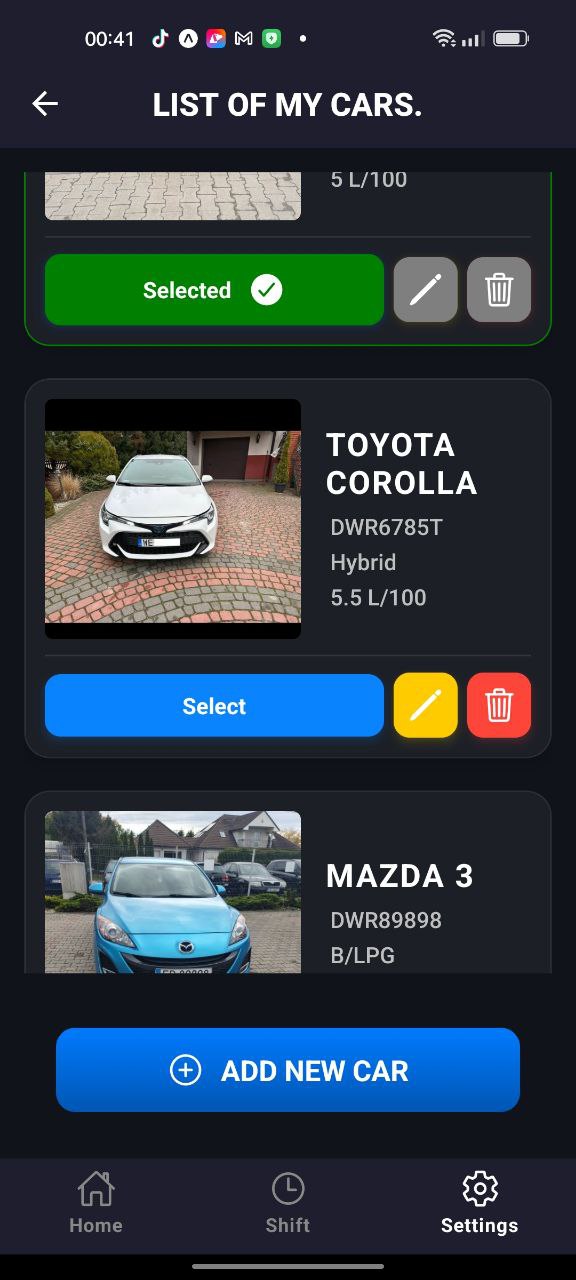 00:41
LIST OF MY CARS.
5 L/100
Selected
TOYOTA
COROLLA
DWR6785T
Hybrid
5.5 L/100
WE
Select
MAZDA 3
DWR89898
B/LPG
ADD NEW CAR
Home
Shift
Settings